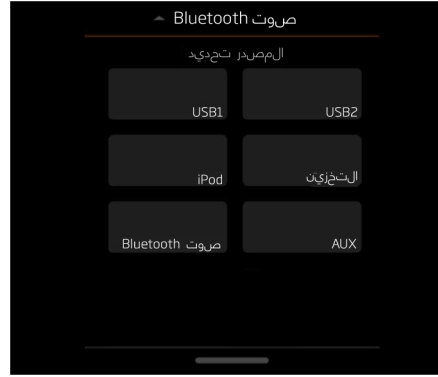 صوت Bluetooth
المصدر تحديد
USB1
USB2
iPod
التخزين
صوت Bluetooth
AUX